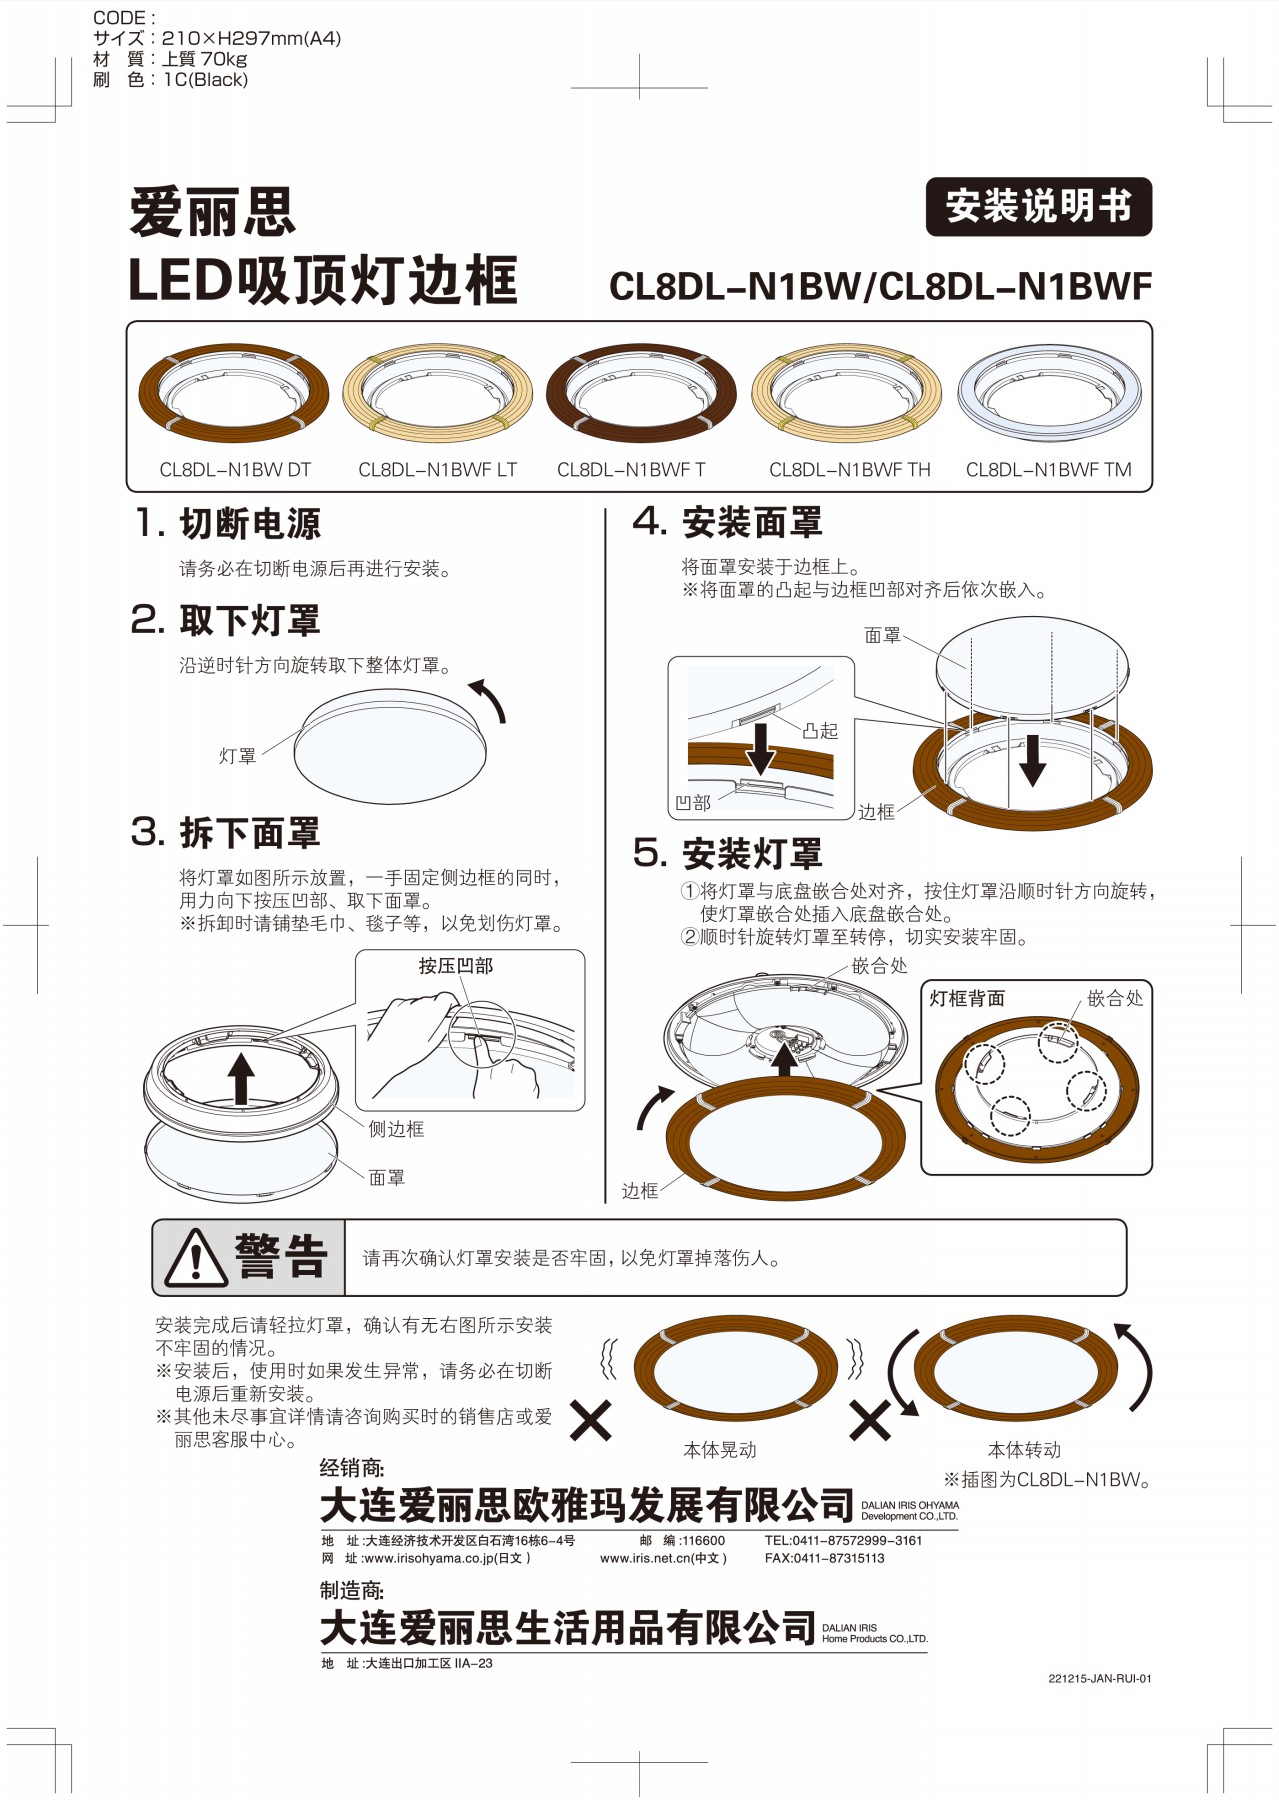 CODE :
サイズ：210×H297mm(A4)
材　質：上質 70kg
刷　色：1C(Black)
爱丽思
安装说明书
LED吸顶灯边框
CL8DL-N1BW/CL8DL-N1BWF
CL8DL-N1BW DT
CL8DL-N1BWF LT
CL8DL-N1BWF T
CL8DL-N1BWF TH
CL8DL-N1BWF TM
1. 切断电源
请务必在切断电源后再进行安装。
2. 取下灯罩
沿逆时针方向旋转取下整体灯罩。
灯罩
3. 拆下面罩
将灯罩如图所示放置，一手固定侧边框的同时，
用力向下按压凹部、取下面罩。
※拆卸时请铺垫毛巾、毯子等，以免划伤灯罩。
按压凹部
侧边框
面罩
4. 安装面罩
将面罩安装于边框上。
※将面罩的凸起与边框凹部对齐后依次嵌入。
面罩
凸起
凹部
边框
5. 安装灯罩
①将灯罩与底盘嵌合处对齐，按住灯罩沿顺时针方向旋转，
使灯罩嵌合处插入底盘嵌合处。
②顺时针旋转灯罩至转停，切实安装牢固。
嵌合处
灯框背面
嵌合处
边框
警告
请再次确认灯罩安装是否牢固，以免灯罩掉落伤人。
安装完成后请轻拉灯罩，确认有无右图所示安装
不牢固的情况。
※安装后，使用时如果发生异常，请务必在切断
电源后重新安装。
※其他未尽事宜详情请咨询购买时的销售店或爱
丽思客服中心。
本体晃动
本体转动
※插图为CL8DL-N1BW。
经销商:
大连爱丽思欧雅玛发展有限公司
DALIAN IRIS OHYAMA
Development CO.,LTD.
地　址:大连经济技术开发区白石湾16栋6-4号
邮　编:116600
TEL:0411-87572999-3161
网　址:www.irisohyama.co.jp(日文)
www.iris.net.cn(中文)
FAX:0411-87315113
制造商:
大连爱丽思生活用品有限公司
DALIAN IRIS
Home Products CO.,LTD.
地　址:大连出口加工区 IIA-23
221215-JAN-RUI-01